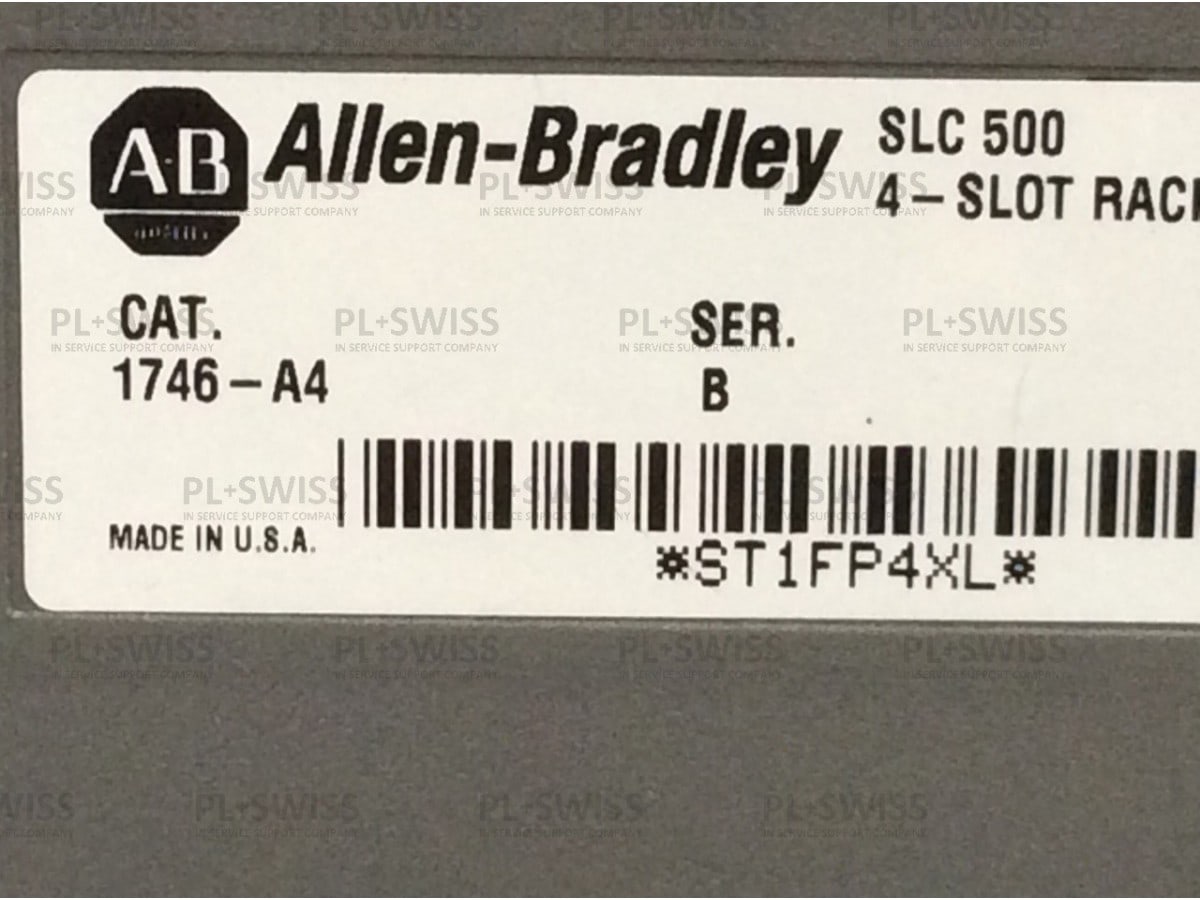 A-B
QUALITY
Allen-Bradley
SLC 500
4-SLOT RAC
CAT.
1746-A4
SER.
B
MADE IN U.S.A.
*ST1FP4XL*
PL+SWISS
IN SERVICE SUPPORT COMPANY